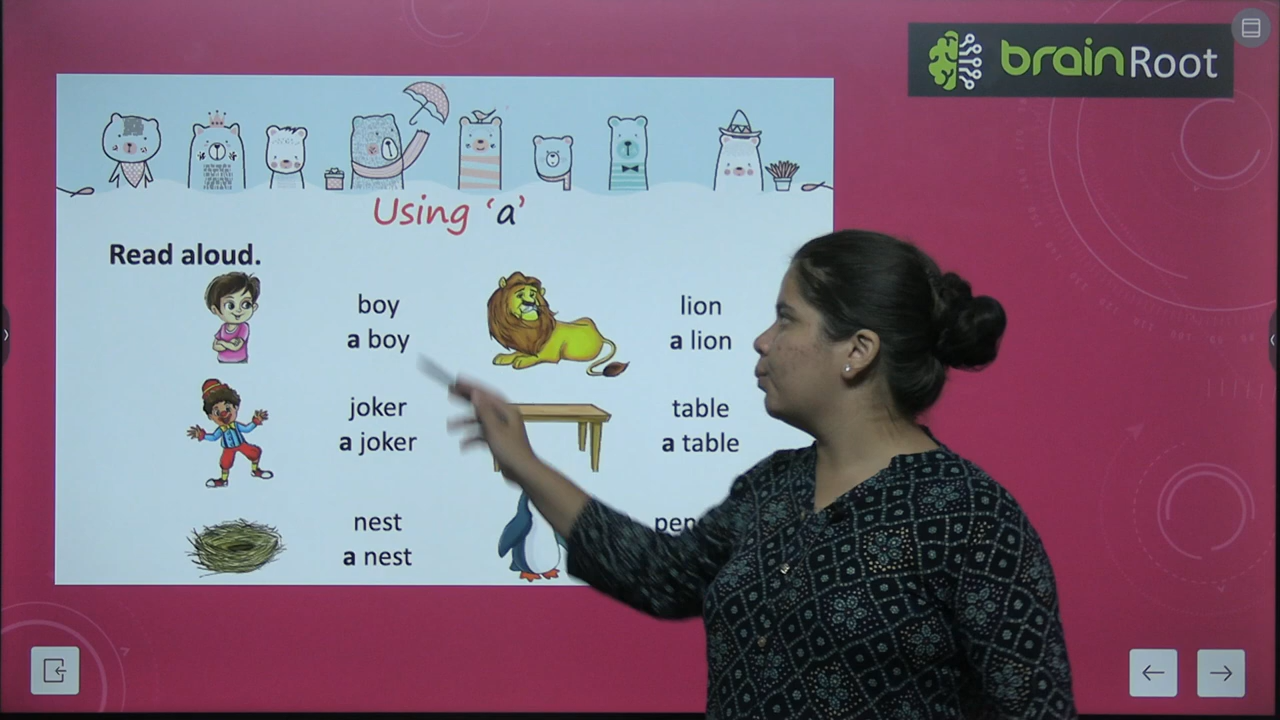 brainRoot
Using ‘a’
Read aloud.
boy
a boy
lion
a lion
joker
a joker
table
a table
nest
a nest